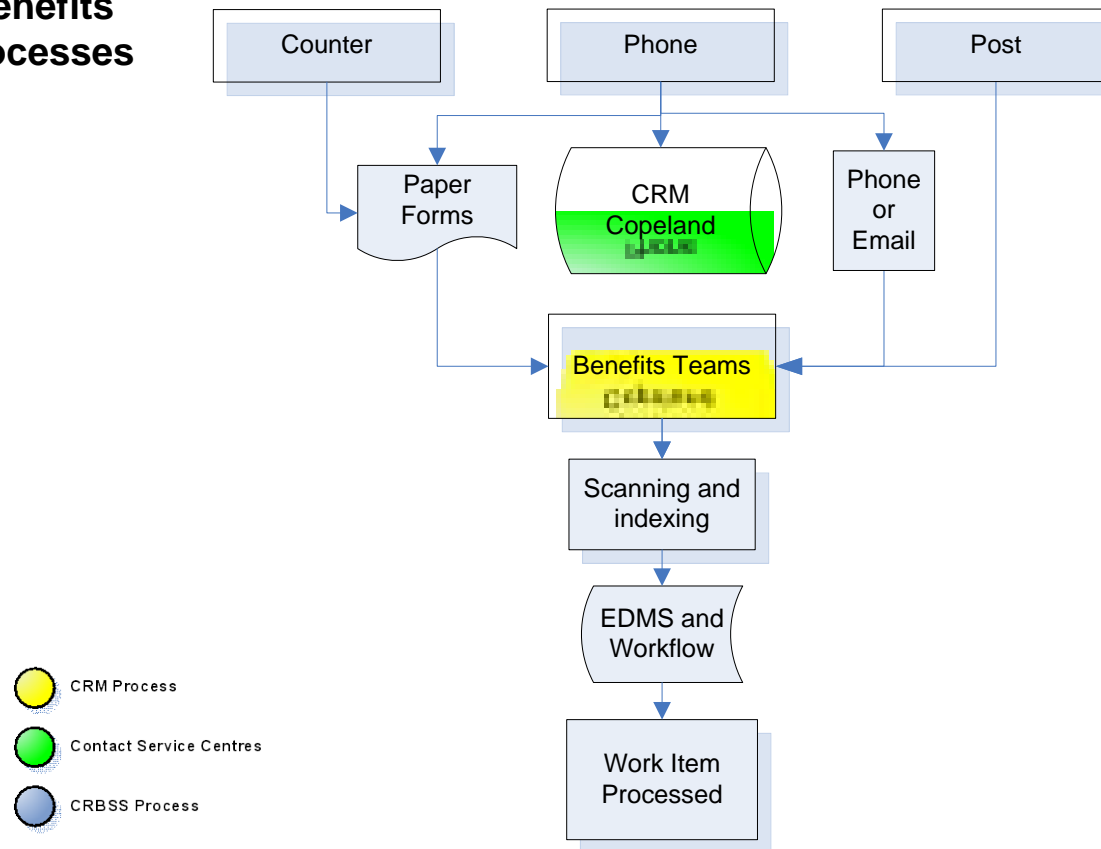 enefits
ocesses
Counter
Phone
Post
Paper
Forms
CRM
Copeland
Phone
or
Email
Benefits Teams
Scanning and
indexing
EDMS and
Workflow
Work Item
Processed
CRM Process
Contact Service Centres
CRBSS Process